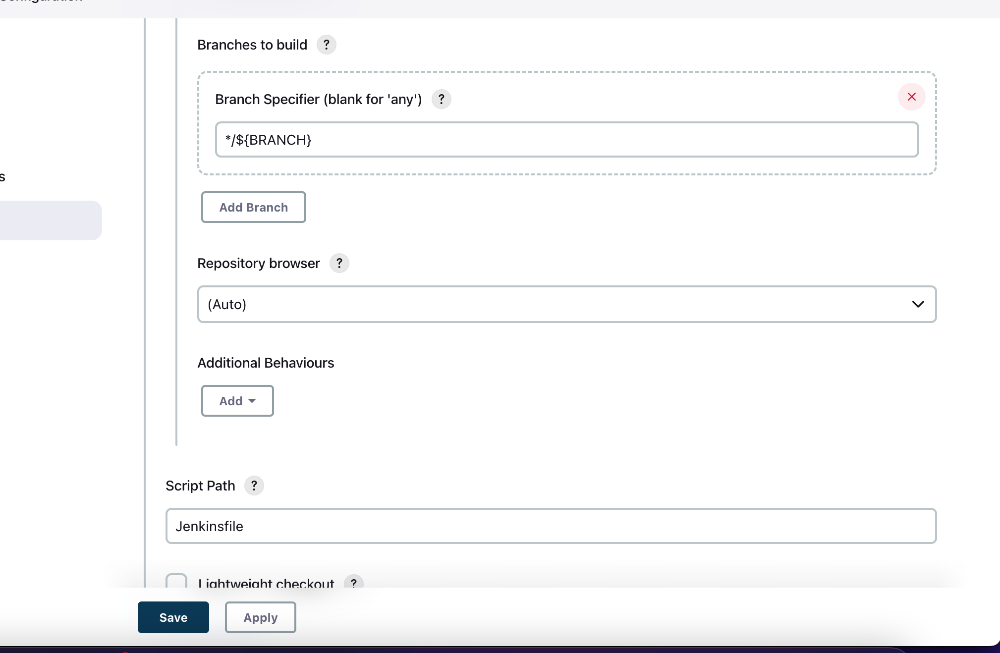 Configuration
Branches to build ?
Branch Specifier (blank for 'any') ?
*/${BRANCH}
Add Branch
Repository browser ?
(Auto)
Additional Behaviours
Add
s
Script Path ?
Jenkinsfile
Lightweight checkout ?
Save
Apply